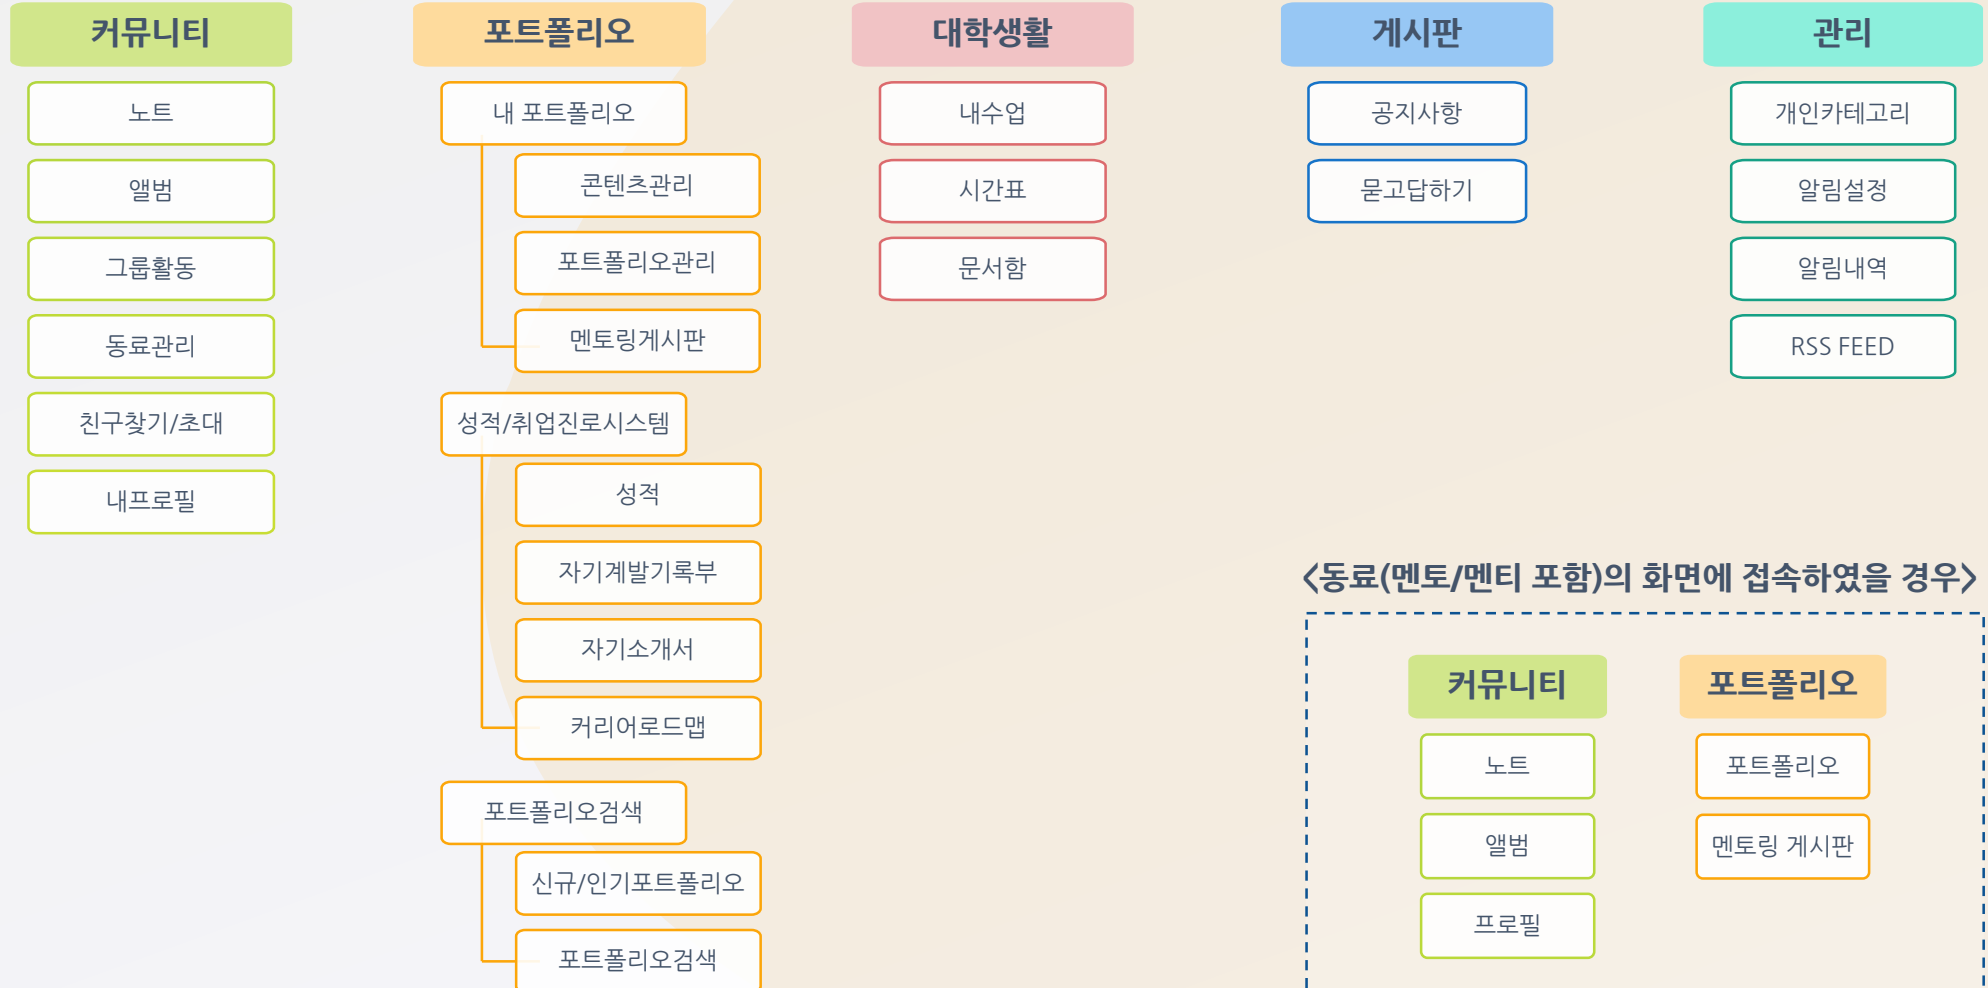 커뮤니티
노트
앨범
그룹활동
동료관리
친구찾기/초대
내프로필
포트폴리오
내 포트폴리오
콘텐츠관리
포트폴리오관리
멘토링게시판
성적/취업진로시스템
성적
자기계발기록부
자기소개서
커리어로드맵
포트폴리오검색
신규/인기포트폴리오
포트폴리오검색
대학생활
내수업
시간표
문서함
게시판
공지사항
묻고답하기
관리
개인카테고리
알림설정
알림내역
RSS FEED
<동료(멘토/멘티 포함)의 화면에 접속하였을 경우>
커뮤니티
노트
앨범
프로필
포트폴리오
포트폴리오
멘토링 게시판